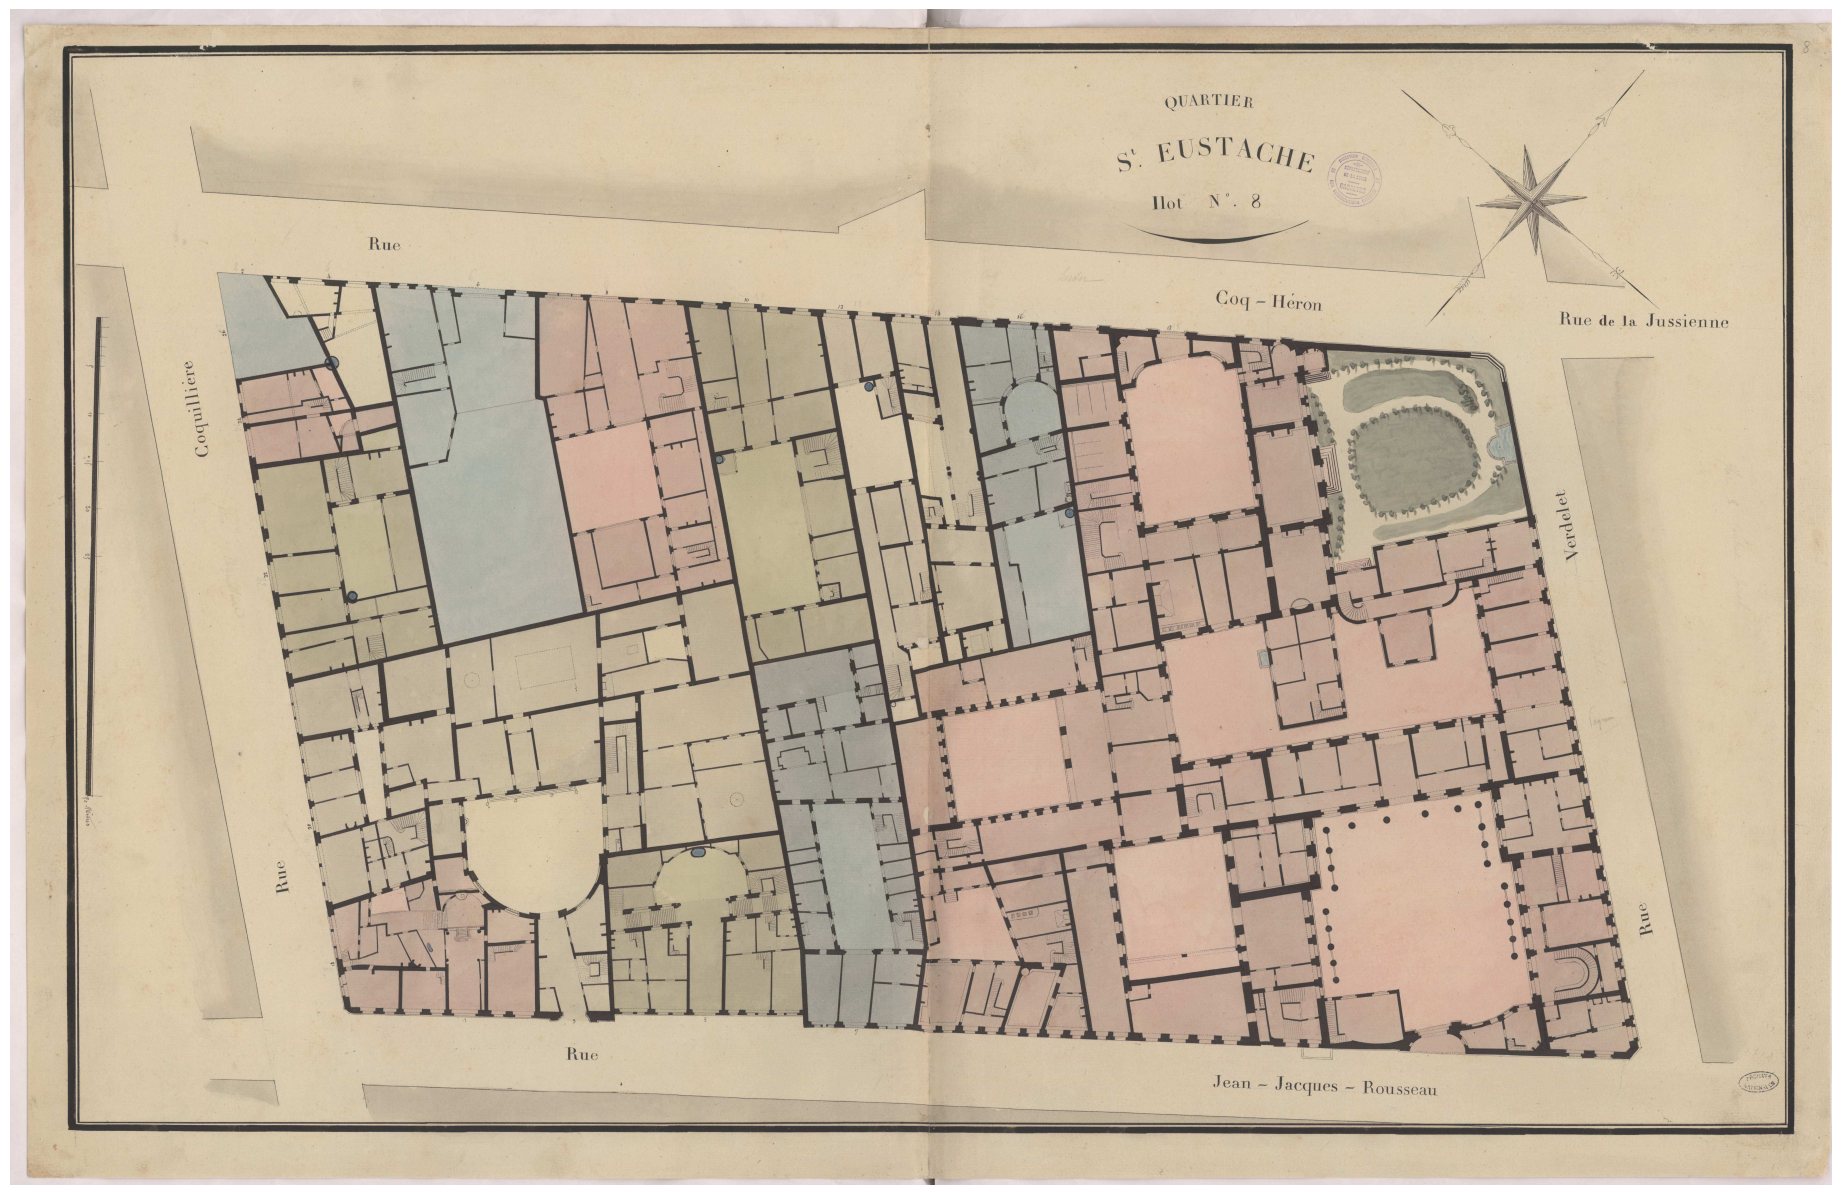 8
QUARTIER
St. EUSTACHE
Ilot N°. 8
Rue
Coq – Héron
Rue de la Jussienne
Coquillière
Rue
Verdelet
Rue
Rue
Jean – Jacques – Rousseau